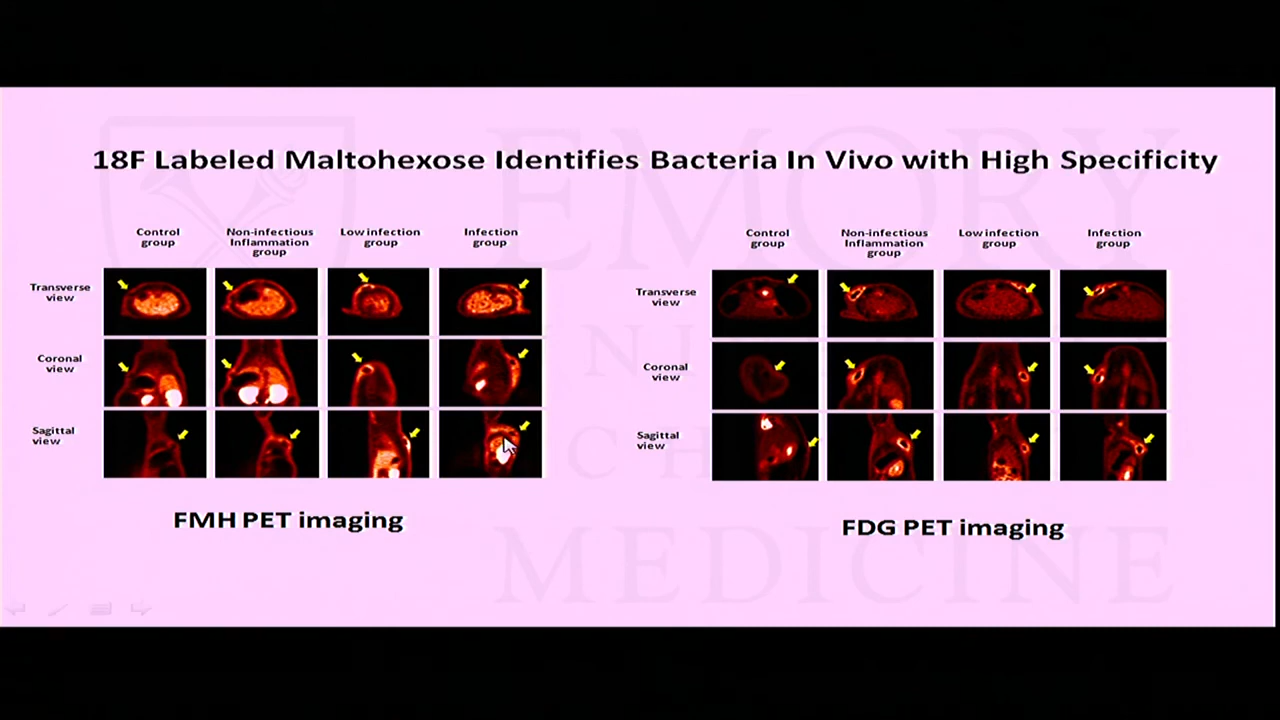 18F Labeled Maltohexose Identifies Bacteria In Vivo with High Specificity
Control
group
Non-infectious
Inflammation
group
Low infection
group
Infection
group
Transverse
view
Coronal
view
Sagittal
view
FMH PET imaging
Control
group
Non-infectious
Inflammation
group
Low infection
group
Infection
group
Transverse
view
Coronal
view
Sagittal
view
FDG PET imaging
EMORY
MEDICINE